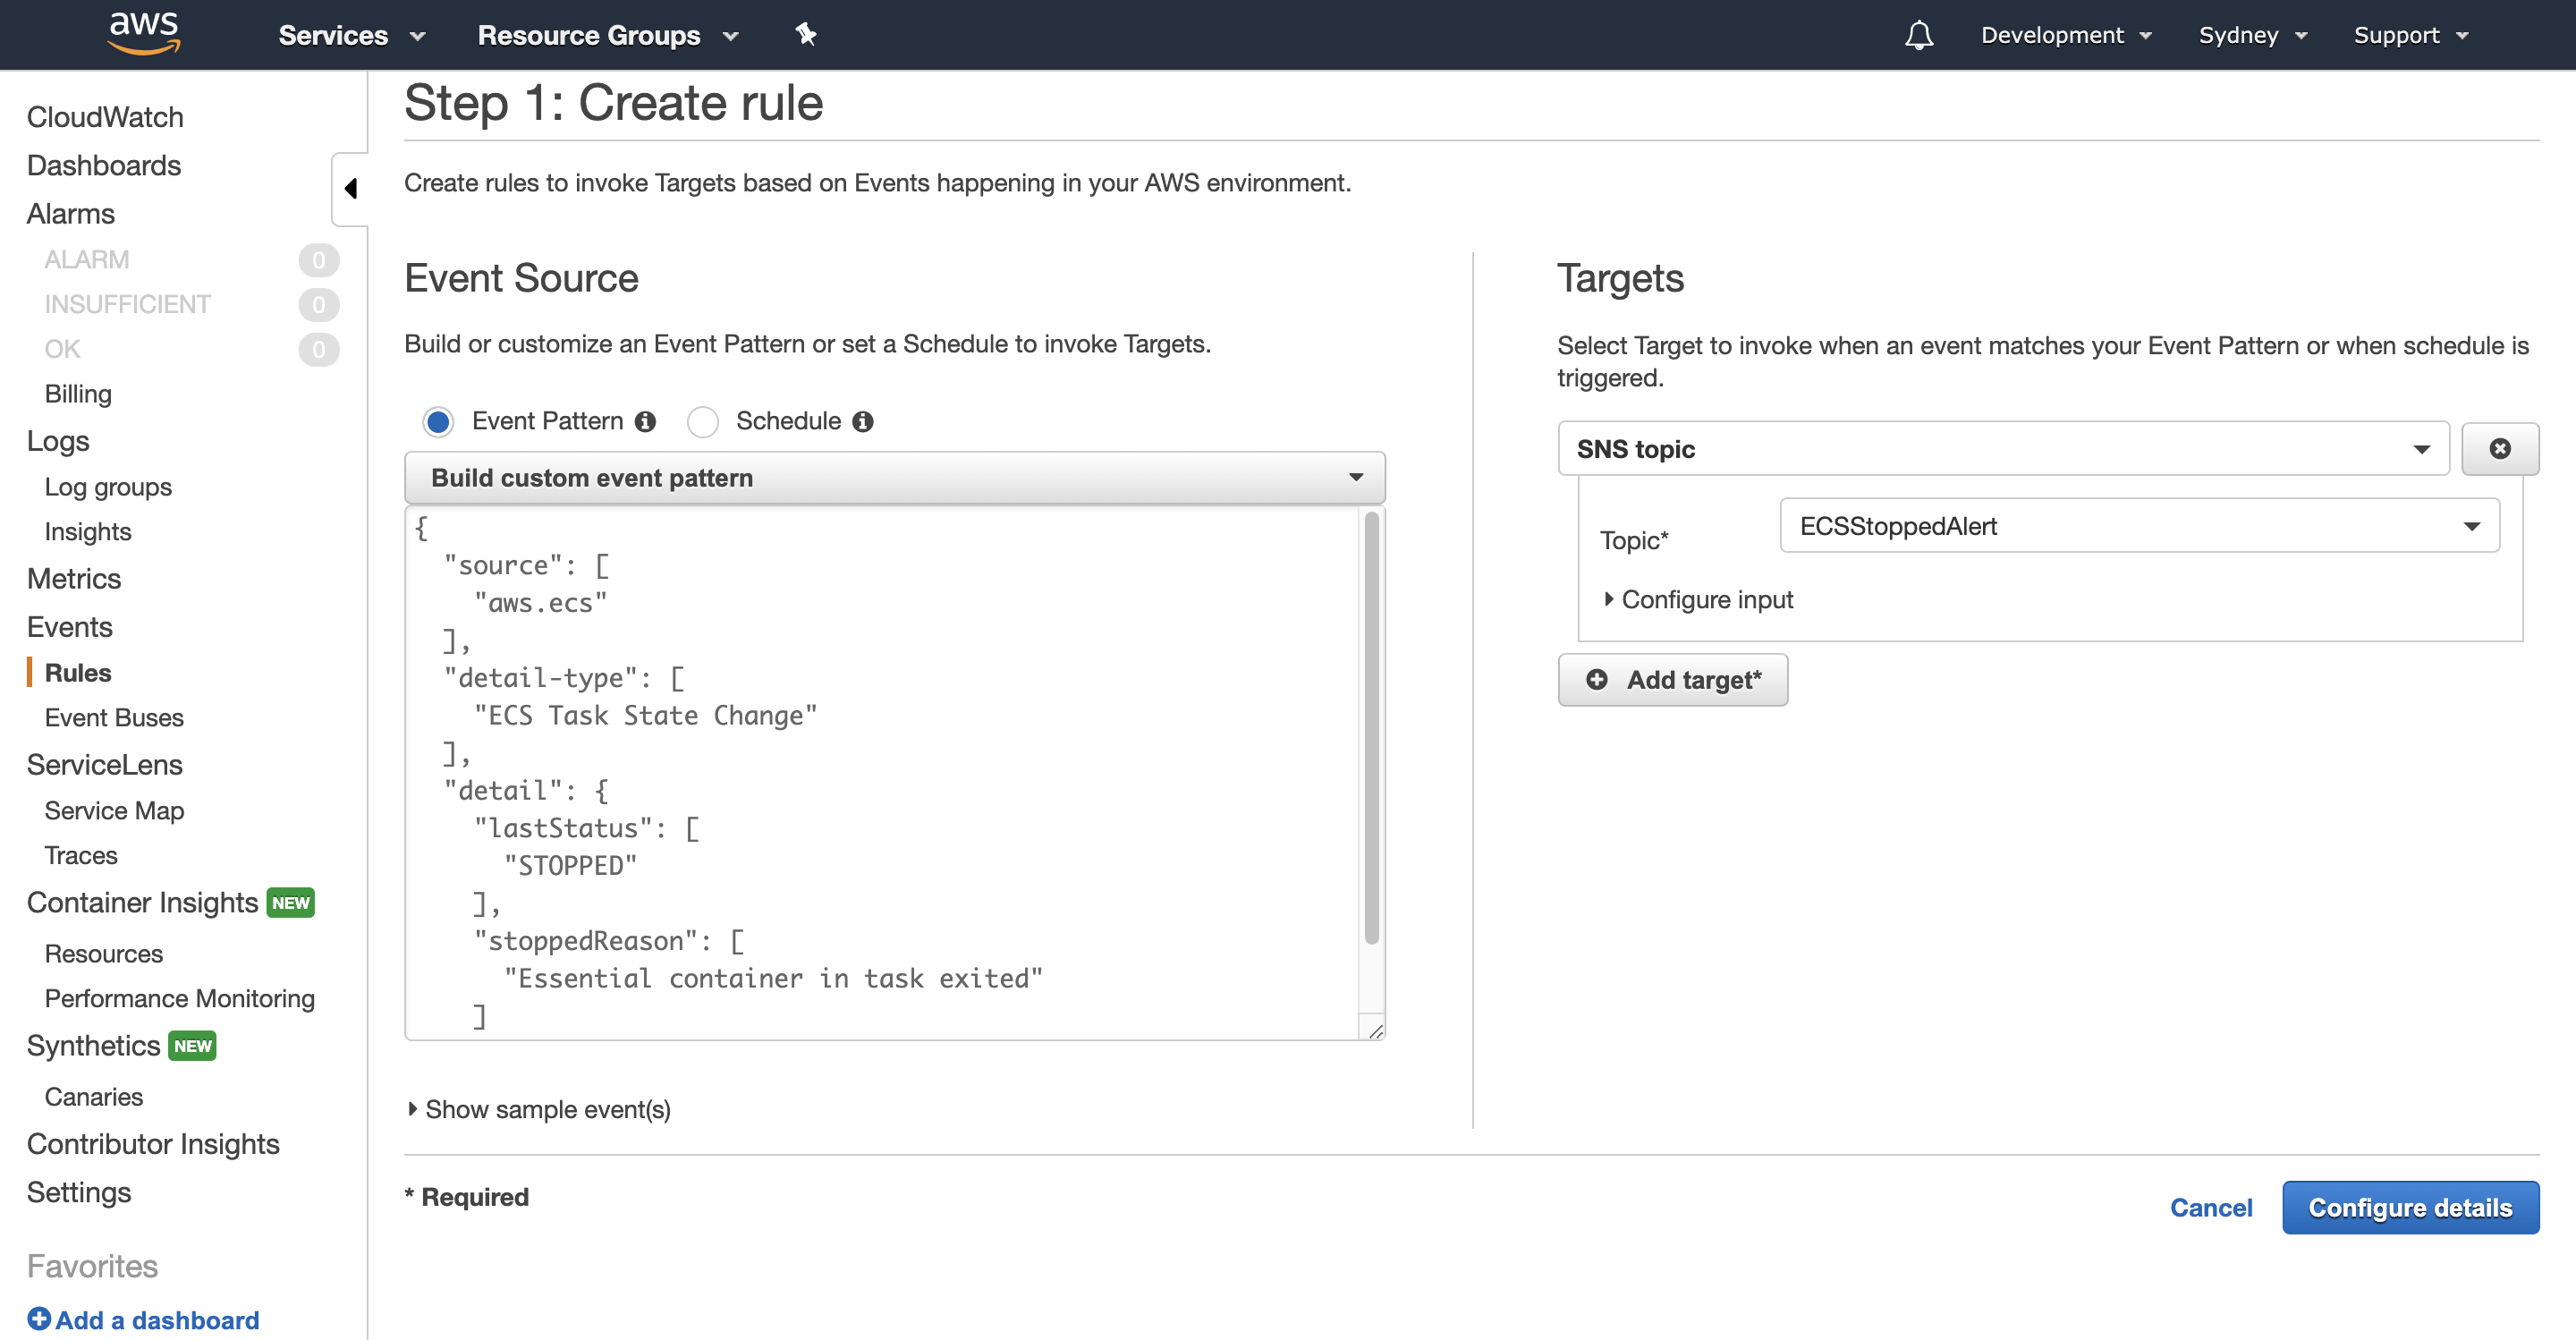 aws
Services
Resource Groups
Development
Sydney
Support
CloudWatch
Dashboards
Alarms
ALARM 0
INSUFFICIENT 0
OK 0
Billing
Logs
Log groups
Insights
Metrics
Events
Rules
Event Buses
ServiceLens
Service Map
Traces
Container Insights NEW
Resources
Performance Monitoring
Synthetics NEW
Canaries
Contributor Insights
Settings
Favorites
Add a dashboard
Step 1: Create rule
Create rules to invoke Targets based on Events happening in your AWS environment.
Event Source
Build or customize an Event Pattern or set a Schedule to invoke Targets.
Event Pattern
Schedule
Build custom event pattern
{
  "source": [
    "aws.ecs"
  ],
  "detail-type": [
    "ECS Task State Change"
  ],
  "detail": {
    "lastStatus": [
      "STOPPED"
    ],
    "stoppedReason": [
      "Essential container in task exited"
    ]
Show sample event(s)
Targets
Select Target to invoke when an event matches your Event Pattern or when schedule is
triggered.
SNS topic
Topic*
ECSStoppedAlert
Configure input
Add target*
* Required
Cancel
Configure details